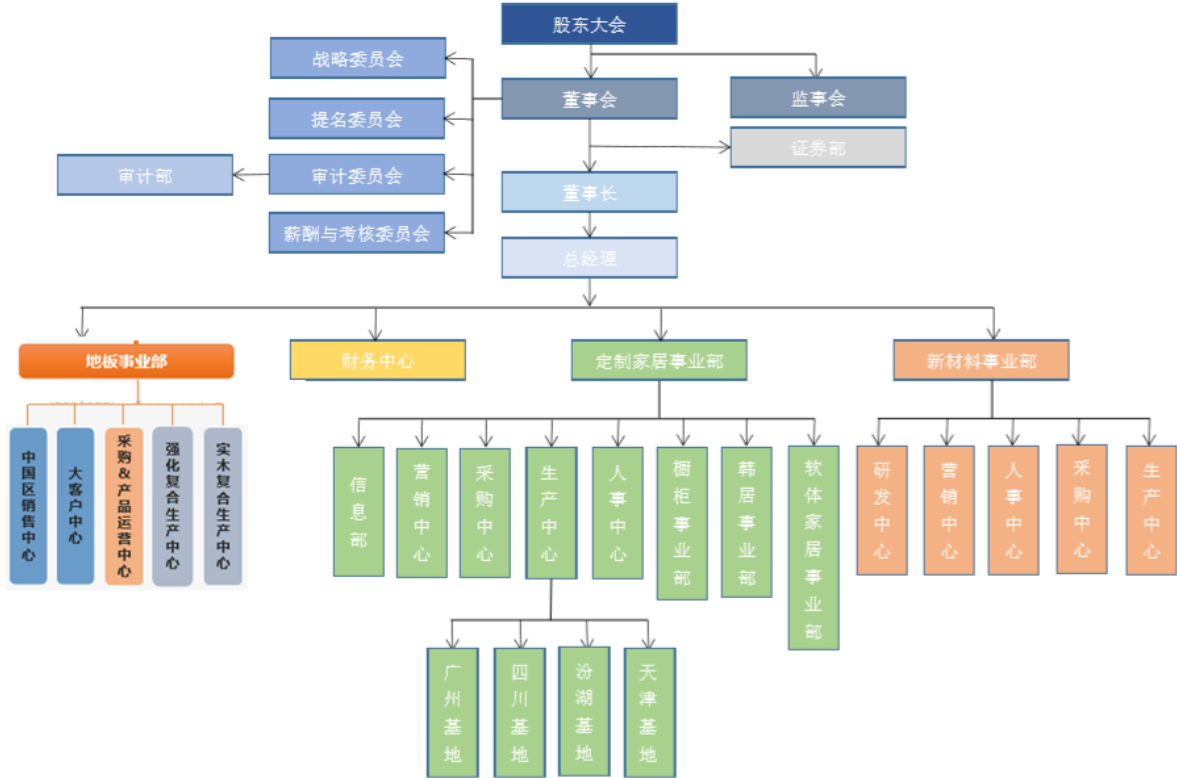 股东大会
战略委员会
董事会
监事会
提名委员会
证券部
审计部
审计委员会
董事长
薪酬与考核委员会
总经理
地板事业部
财务中心
定制家居事业部
新材料事业部
中国区销售中心
大客户中心
采购&产品运营中心
强化复合生产中心
实木复合生产中心
信息部
营销中心
采购中心
生产中心
人事中心
橱柜事业部
韩居事业部
软体家居事业部
研发中心
营销中心
人事中心
采购中心
生产中心
广州基地
四川基地
汾湖基地
天津基地